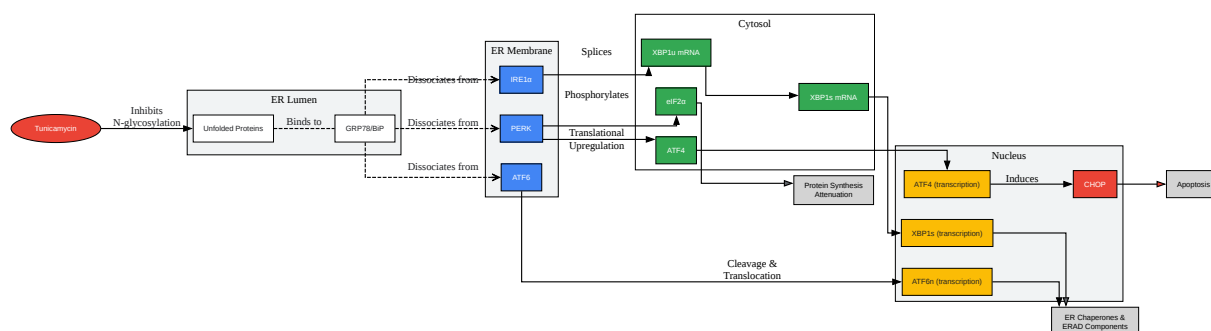 Tunicamycin
Inhibits
N-glycosylation
ER Lumen
Unfolded Proteins
Binds to
GRP78/BiP
Dissociates from
Dissociates from
Dissociates from
ER Membrane
IRE1α
PERK
ATF6
Splices
Phosphorylates
Translational
Upregulation
Cytosol
XBP1u mRNA
eIF2α
ATF4
XBP1s mRNA
Protein Synthesis
Attenuation
Cleavage &
Translocation
Nucleus
ATF4 (transcription)
Induces
CHOP
XBP1s (transcription)
ATF6n (transcription)
Apoptosis
ER Chaperones &
ERAD Components